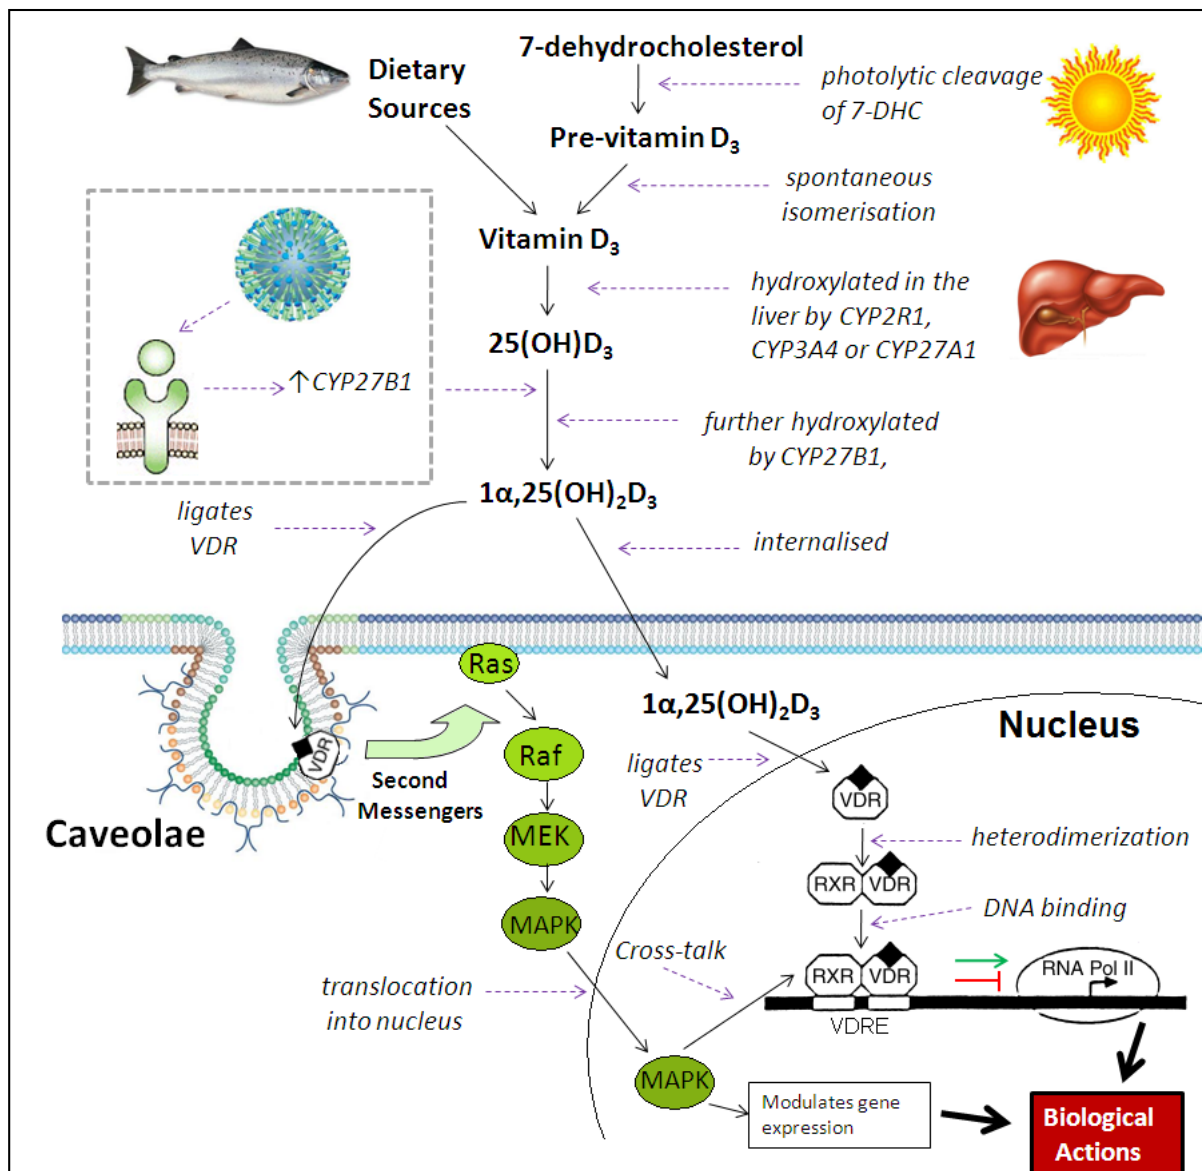 7-dehydrocholesterol
Dietary
Sources
photolytic cleavage
of 7-DHC
Pre-vitamin D₃
spontaneous
isomerisation
Vitamin D₃
hydroxylated in the
liver by CYP2R1,
CYP3A4 or CYP27A1
25(OH)D₃
↑CYP27B1
further hydroxylated
by CYP27B1,
1α,25(OH)₂D₃
ligates
VDR
internalised
Ras
1α,25(OH)₂D₃
Nucleus
VDR
Raf
Second
Messengers
ligates
VDR
VDR
Caveolae
MEK
heterodimerization
RXR VDR
MAPK
DNA binding
Cross-talk
RXR VDR
RNA Pol II
translocation
into nucleus
VDRE
MAPK
Modulates gene
expression
Biological
Actions